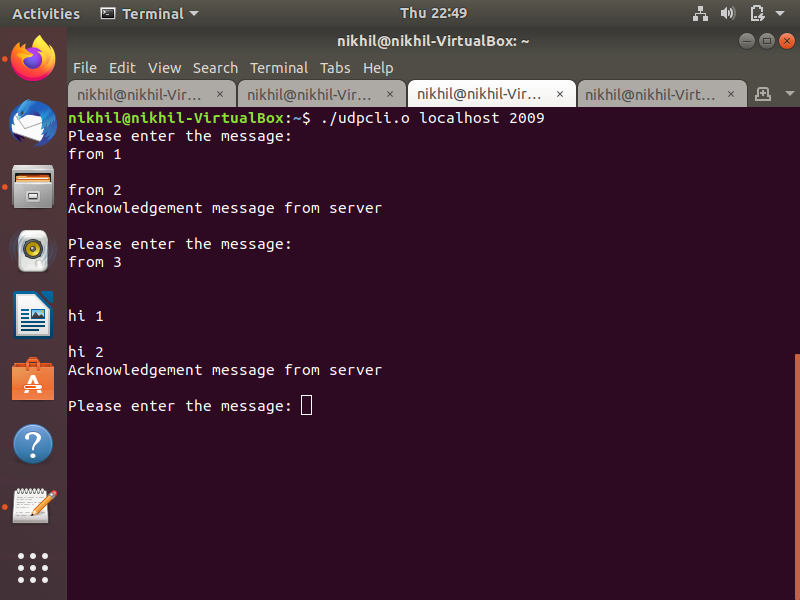 Activities Terminal Thu 22:49
nikhil@nikhil-VirtualBox: ~
File Edit View Search Terminal Tabs Help
nikhil@nikhil-Vir... × nikhil@nikhil-Vir... × nikhil@nikhil-Vir... × nikhil@nikhil-Virt... ×
nikhil@nikhil-VirtualBox:~$ ./udpcli.o localhost 2009
Please enter the message:
from 1
from 2
Acknowledgement message from server
Please enter the message:
from 3
hi 1
hi 2
Acknowledgement message from server
Please enter the message: